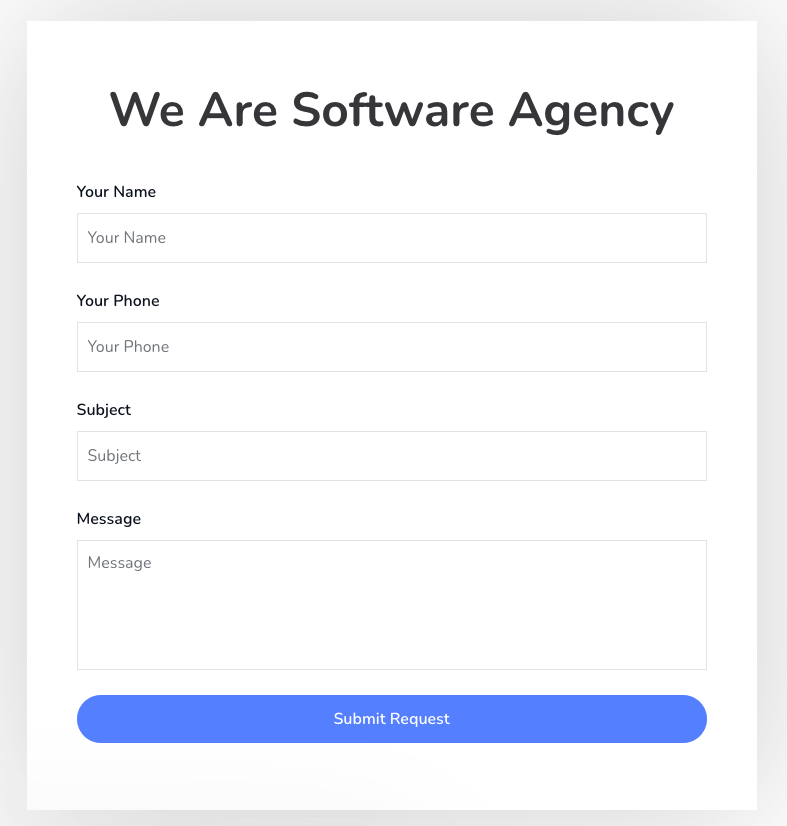 We Are Software Agency
Your Name
Your Name
Your Phone
Your Phone
Subject
Subject
Message
Message
Submit Request